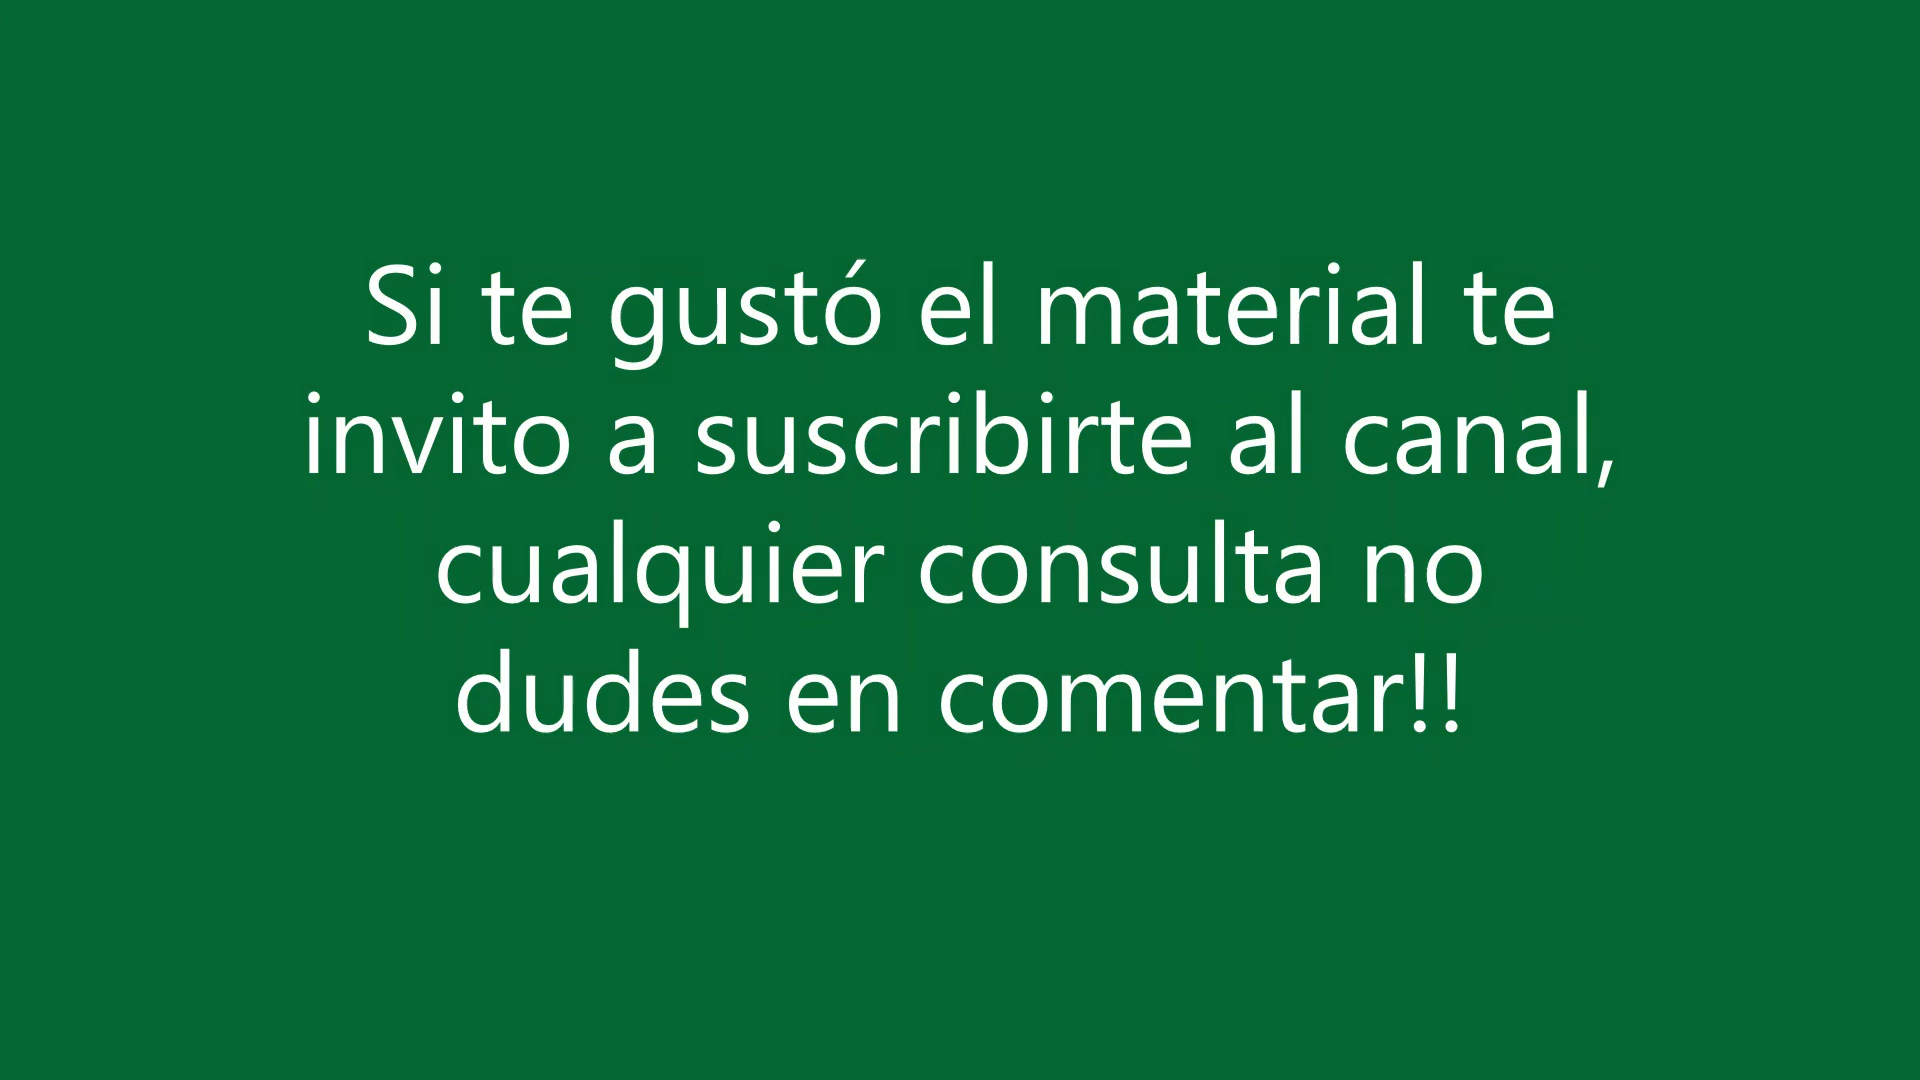 Si te gustó el material te
invito a suscribirte al canal,
cualquier consulta no
dudes en comentar!!